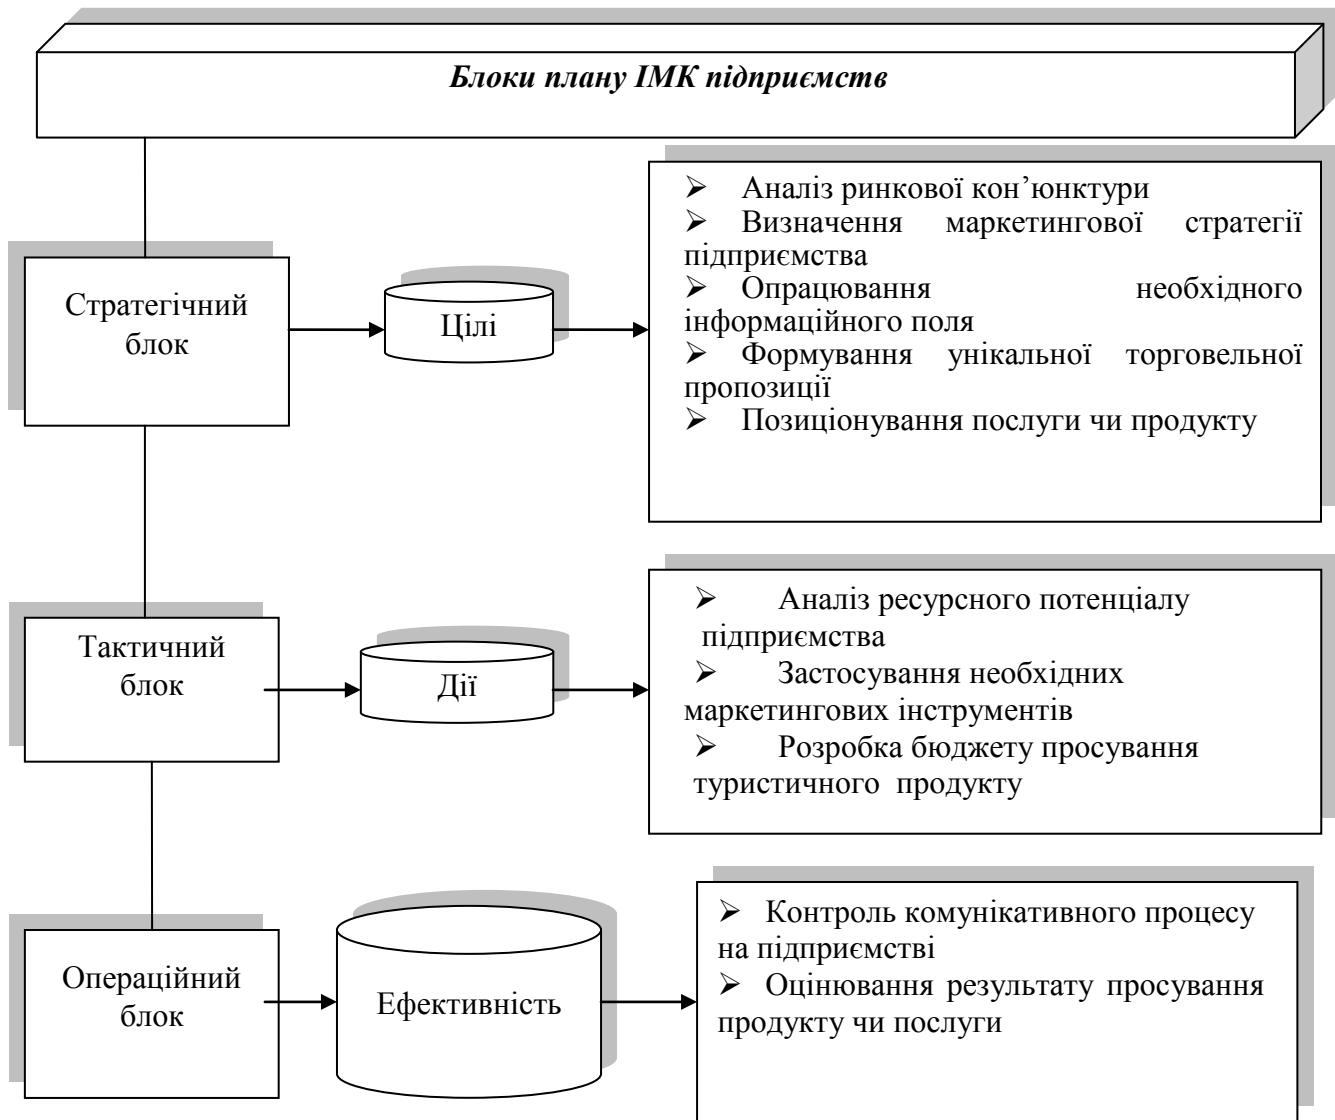 Блоки плану ІМК підприємств
Стратегічний
блок
Цілі
➢ Аналіз ринкової кон’юнктури
➢ Визначення маркетингової стратегії
підприємства
➢ Опрацювання необхідного
інформаційного поля
➢ Формування унікальної торговельної
пропозиції
➢ Позиціонування послуги чи продукту
Тактичний
блок
Дії
➢ Аналіз ресурсного потенціалу
підприємства
➢ Застосування необхідних
маркетингових інструментів
➢ Розробка бюджету просування
туристичного продукту
Операційний
блок
Ефективність
➢ Контроль комунікативного процесу
на підприємстві
➢ Оцінювання результату просування
продукту чи послуги